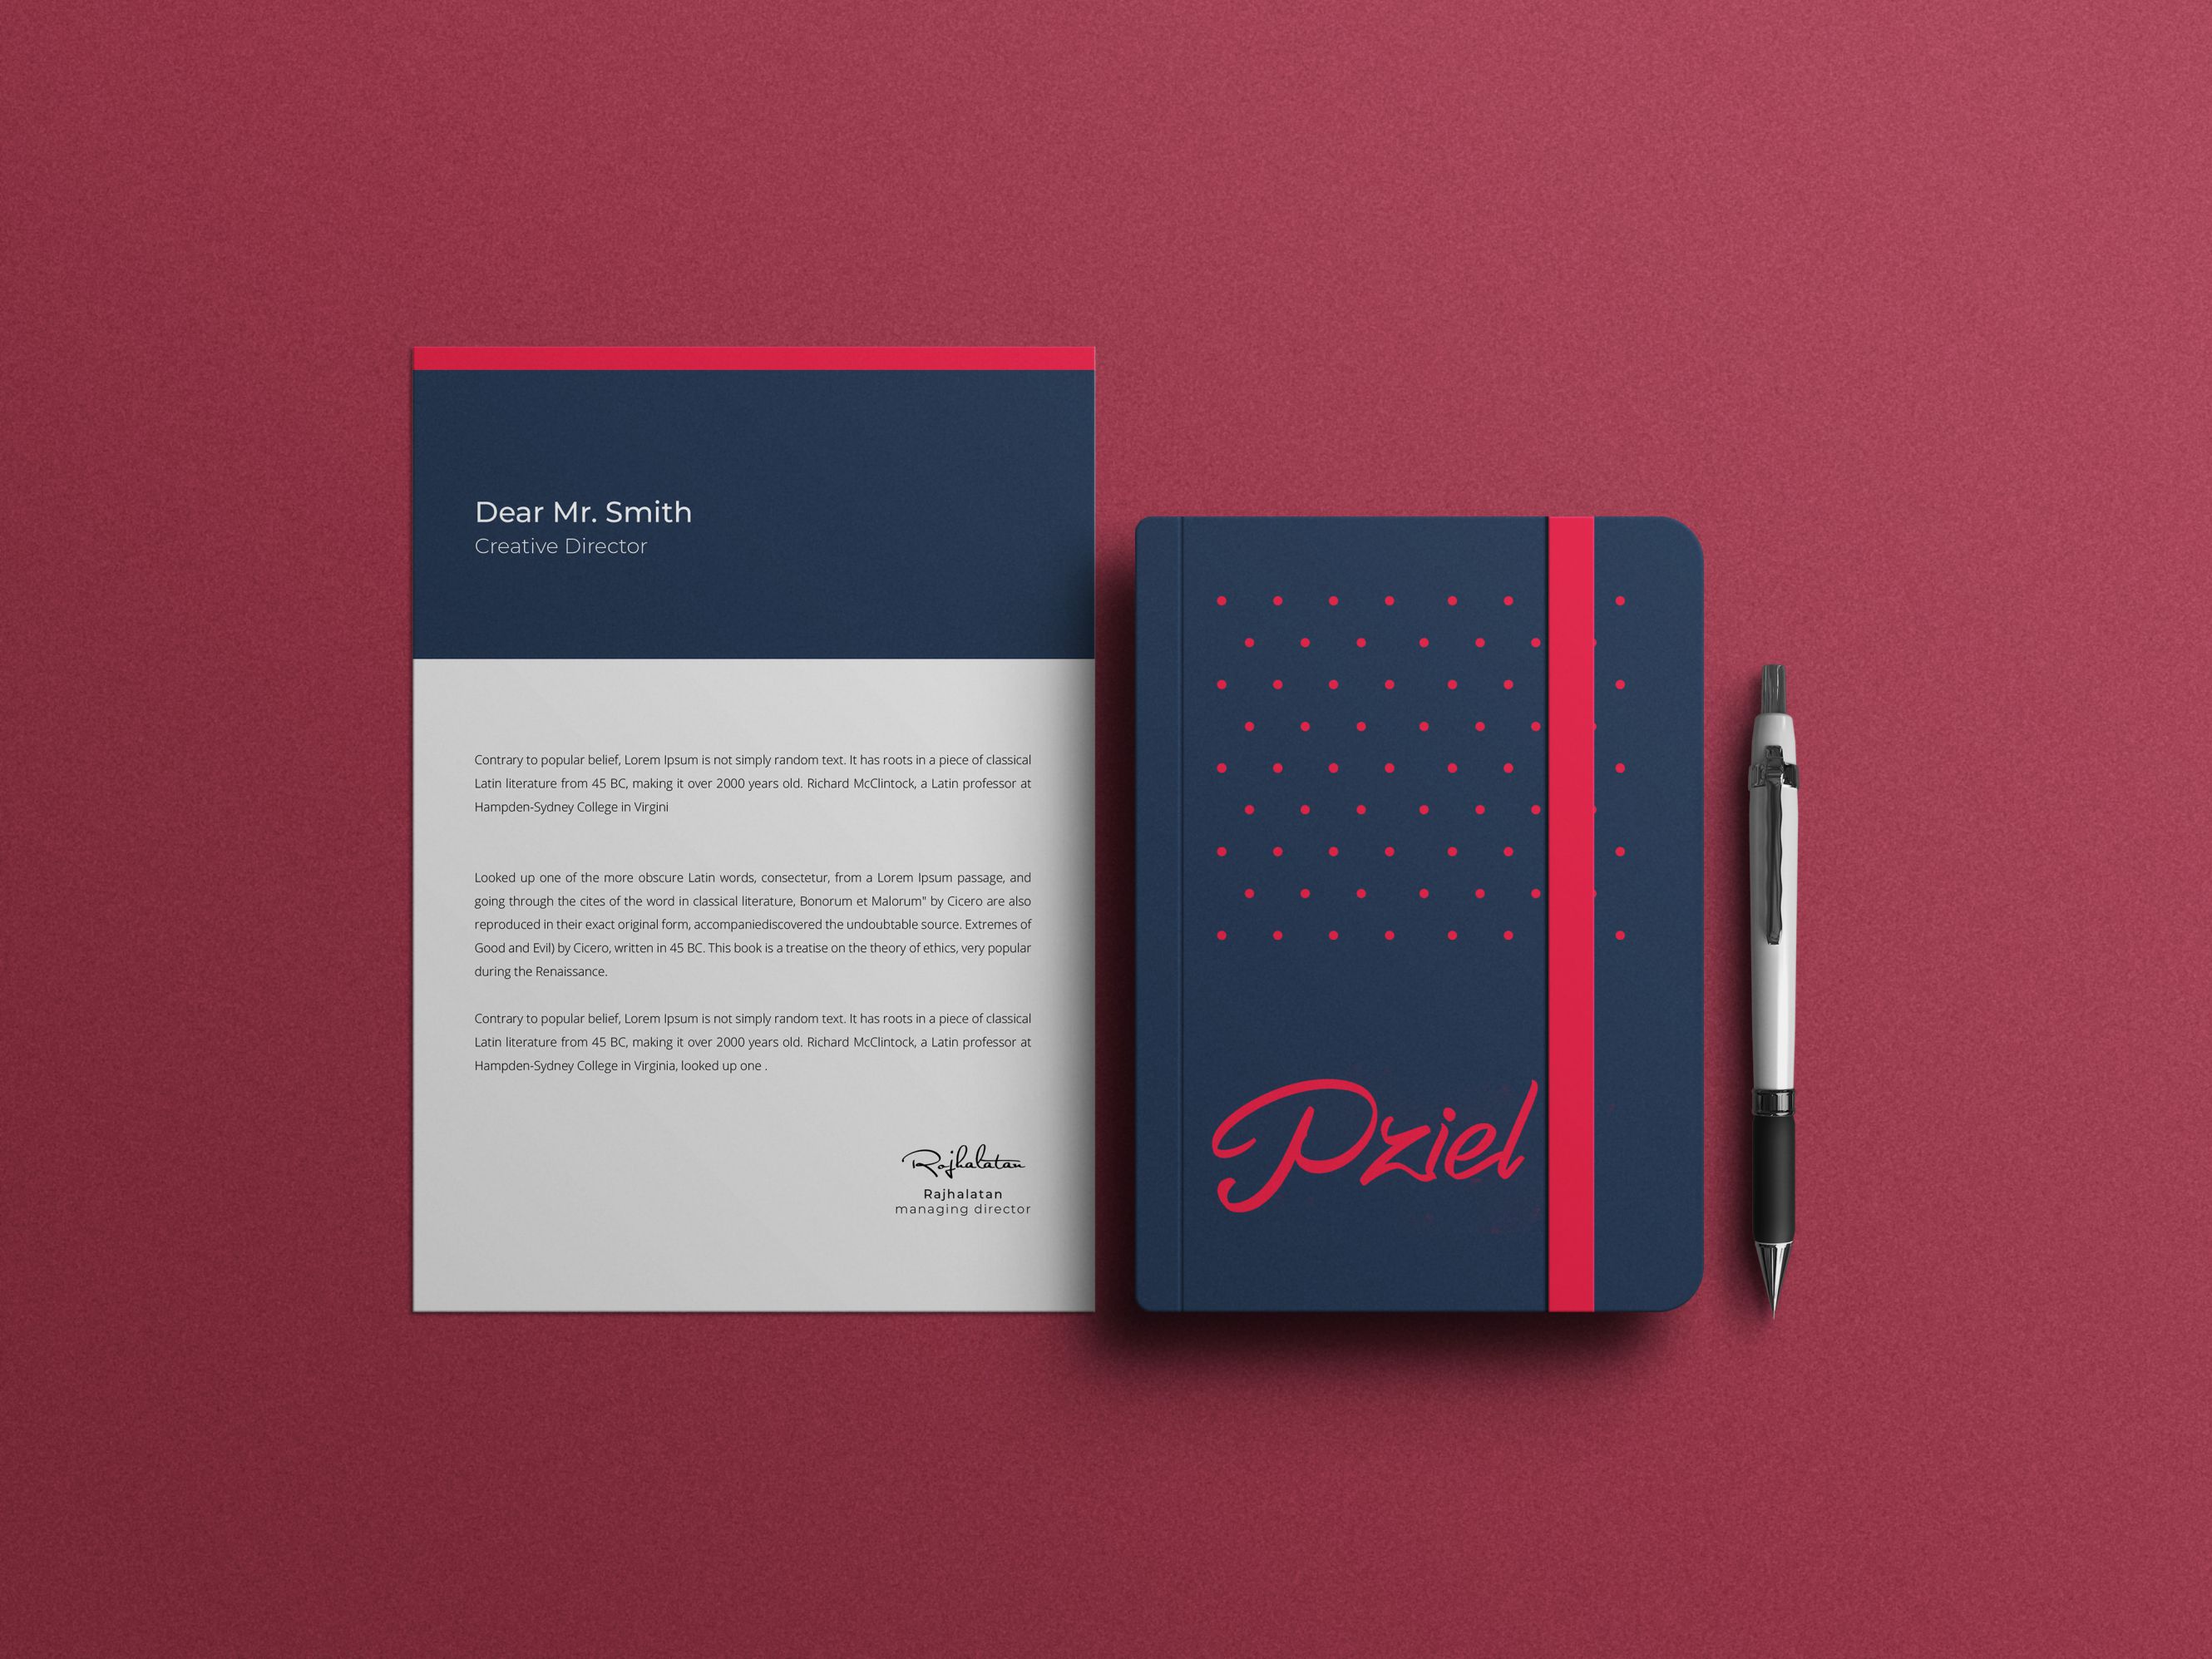 Dear Mr. Smith
Creative Director
Contrary to popular belief, Lorem Ipsum is not simply random text. It has roots in a piece of classical
Latin literature from 45 BC, making it over 2000 years old. Richard McClintock, a Latin professor at
Hampden-Sydney College in Virgini
Looked up one of the more obscure Latin words, consectetur, from a Lorem Ipsum passage, and
going through the cites of the word in classical literature, Bonorum et Malorum" by Cicero are also
reproduced in their exact original form, accompaniediscovered the undoubtable source. Extremes of
Good and Evil) by Cicero, written in 45 BC. This book is a treatise on the theory of ethics, very popular
during the Renaissance.
Contrary to popular belief, Lorem Ipsum is not simply random text. It has roots in a piece of classical
Latin literature from 45 BC, making it over 2000 years old. Richard McClintock, a Latin professor at
Hampden-Sydney College in Virginia, looked up one .
Rajhalatan
Rajhalatan
managing director
Pziel